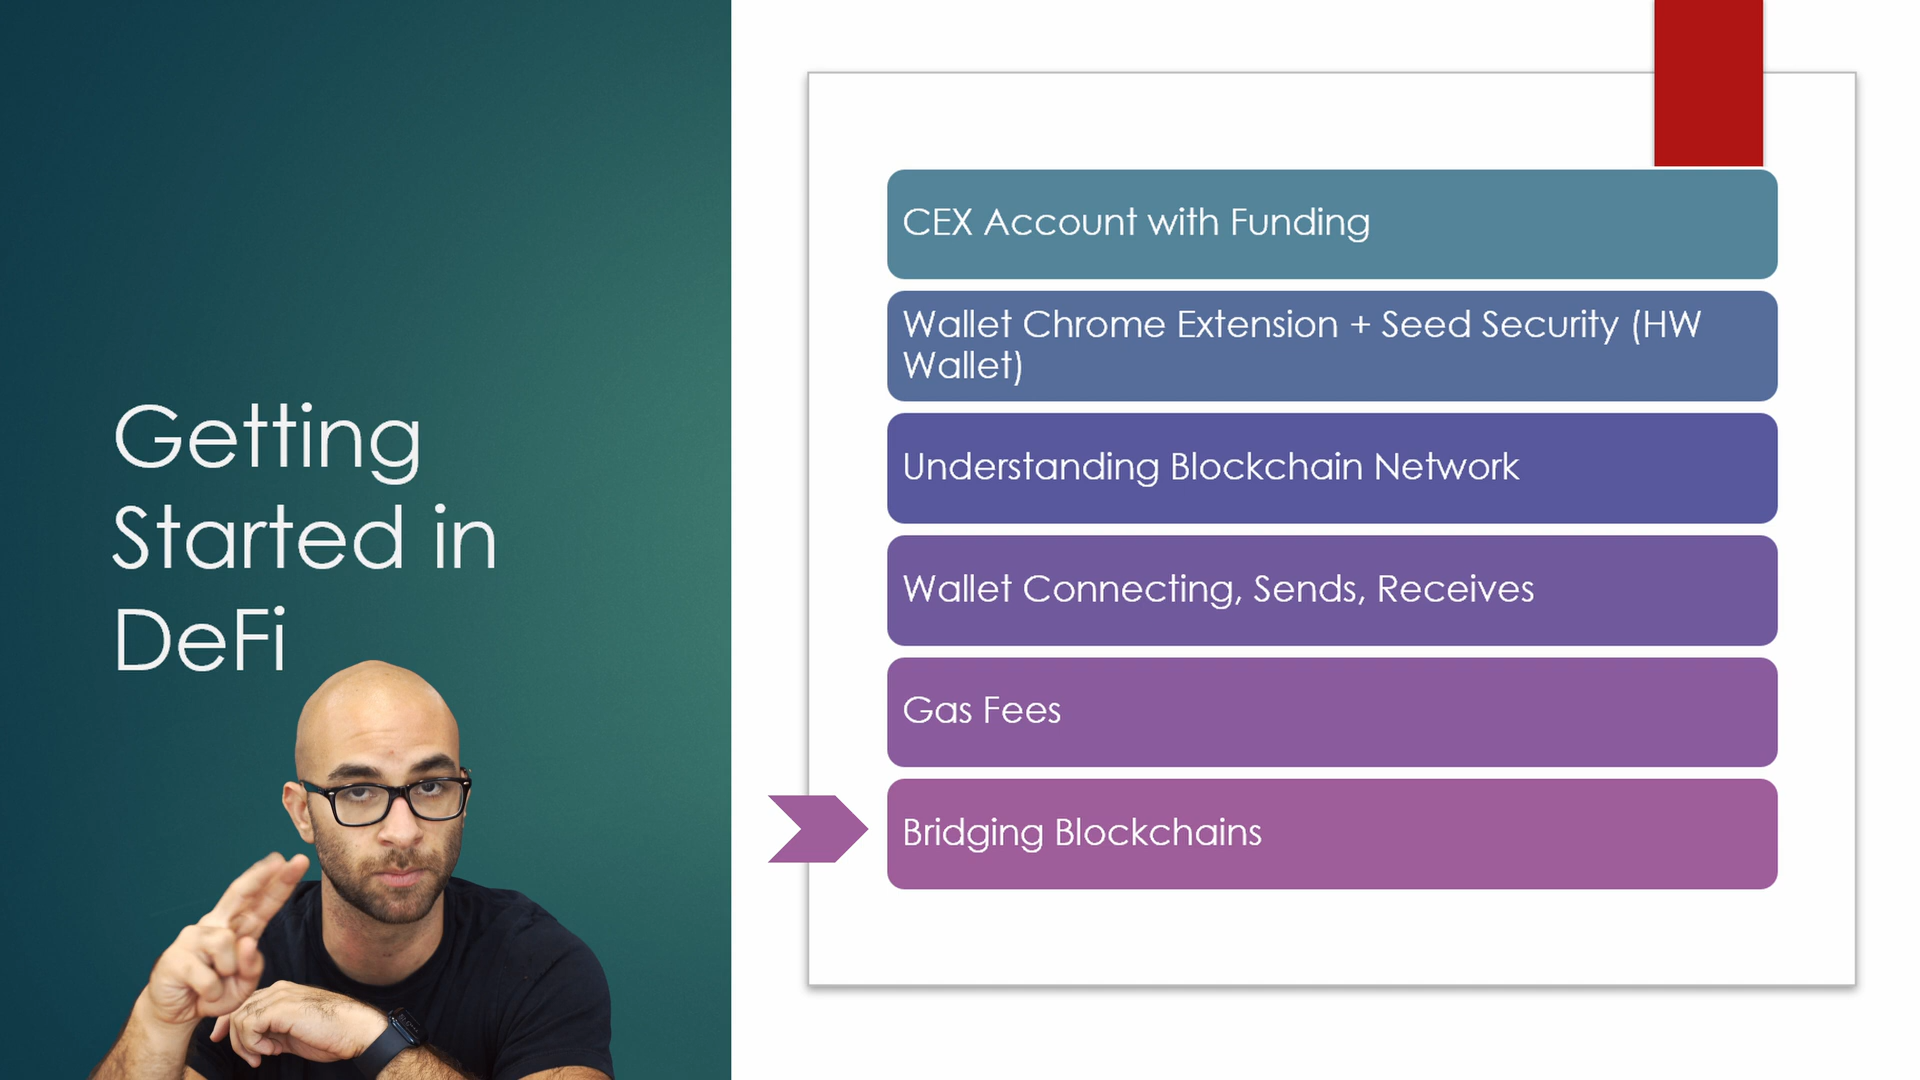 Getting
Started in
DeFi
CEX Account with Funding
Wallet Chrome Extension + Seed Security (HW
Wallet)
Understanding Blockchain Network
Wallet Connecting, Sends, Receives
Gas Fees
Bridging Blockchains